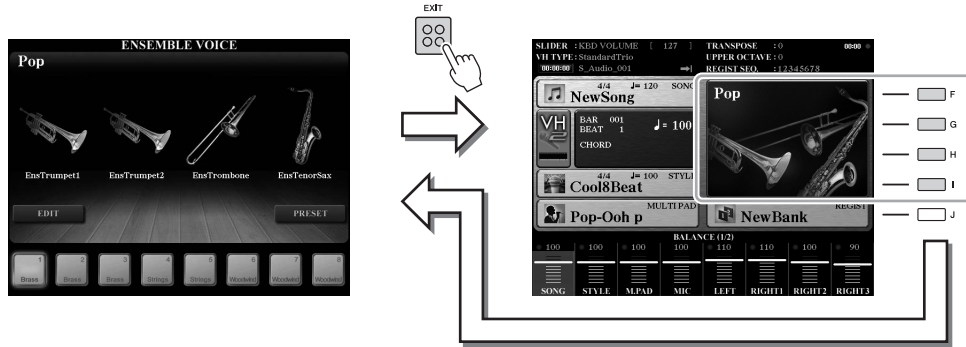 EXIT
ENSEMBLE VOICE
Pop
EnsTrumpet1 EnsTrumpet2 EnsTrombone EnsTenorSax
EDIT PRESET
1 2 3 4 5 6 7 8
Brass Brass Brass Strings Strings Woodwind Woodwind Woodwind
SLIDER : KBD VOLUME [ 127 ] TRANSPOSE : 0 00:00
VH TYPE : StandardTrio UPPER OCTAVE : 0
00:00:00 S_Audio_001 REGIST SEQ. : 12345678
4/4 ♩= 120 SONG
NewSong
Pop
VH2
BAR 001
BEAT 1 ♩= 100
CHORD
4/4 ♩= 100 STYLE
Cool8Beat
MULTI PAD REGIST
Pop-Ooh p NewBank
BALANCE (1/2)
100 100 100 100 110 110 100 90
SONG STYLE M.PAD MIC LEFT RIGHT1 RIGHT2 RIGHT3
F
G
H
I
J